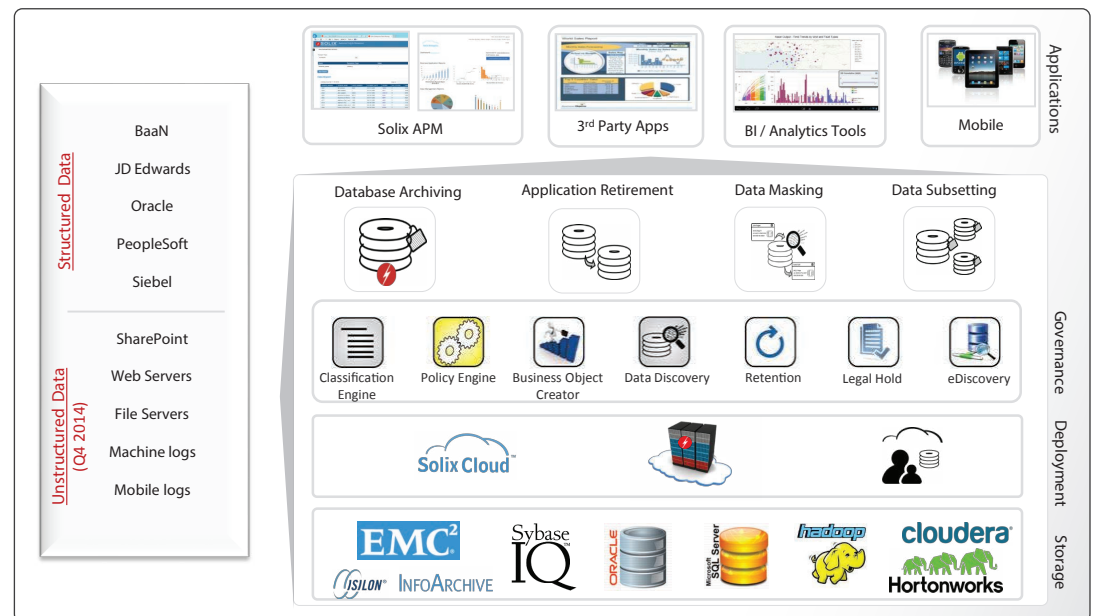 Structured Data
BaaN
JD Edwards
Oracle
PeopleSoft
Siebel
Unstructured Data
(Q4 2014)
SharePoint
Web Servers
File Servers
Machine logs
Mobile logs
Applications
Solix APM
3rd Party Apps
BI / Analytics Tools
Mobile
Database Archiving
Application Retirement
Data Masking
Data Subsetting
Governance
Classification
Engine
Policy Engine
Business Object
Creator
Data Discovery
Retention
Legal Hold
eDiscovery
Deployment
Solix Cloud™
Storage
EMC²
ISILON®
INFOARCHIVE
Sybase
IQ™
ORACLE
Microsoft
SQL Server
hadoop
cloudera®
Hortonworks